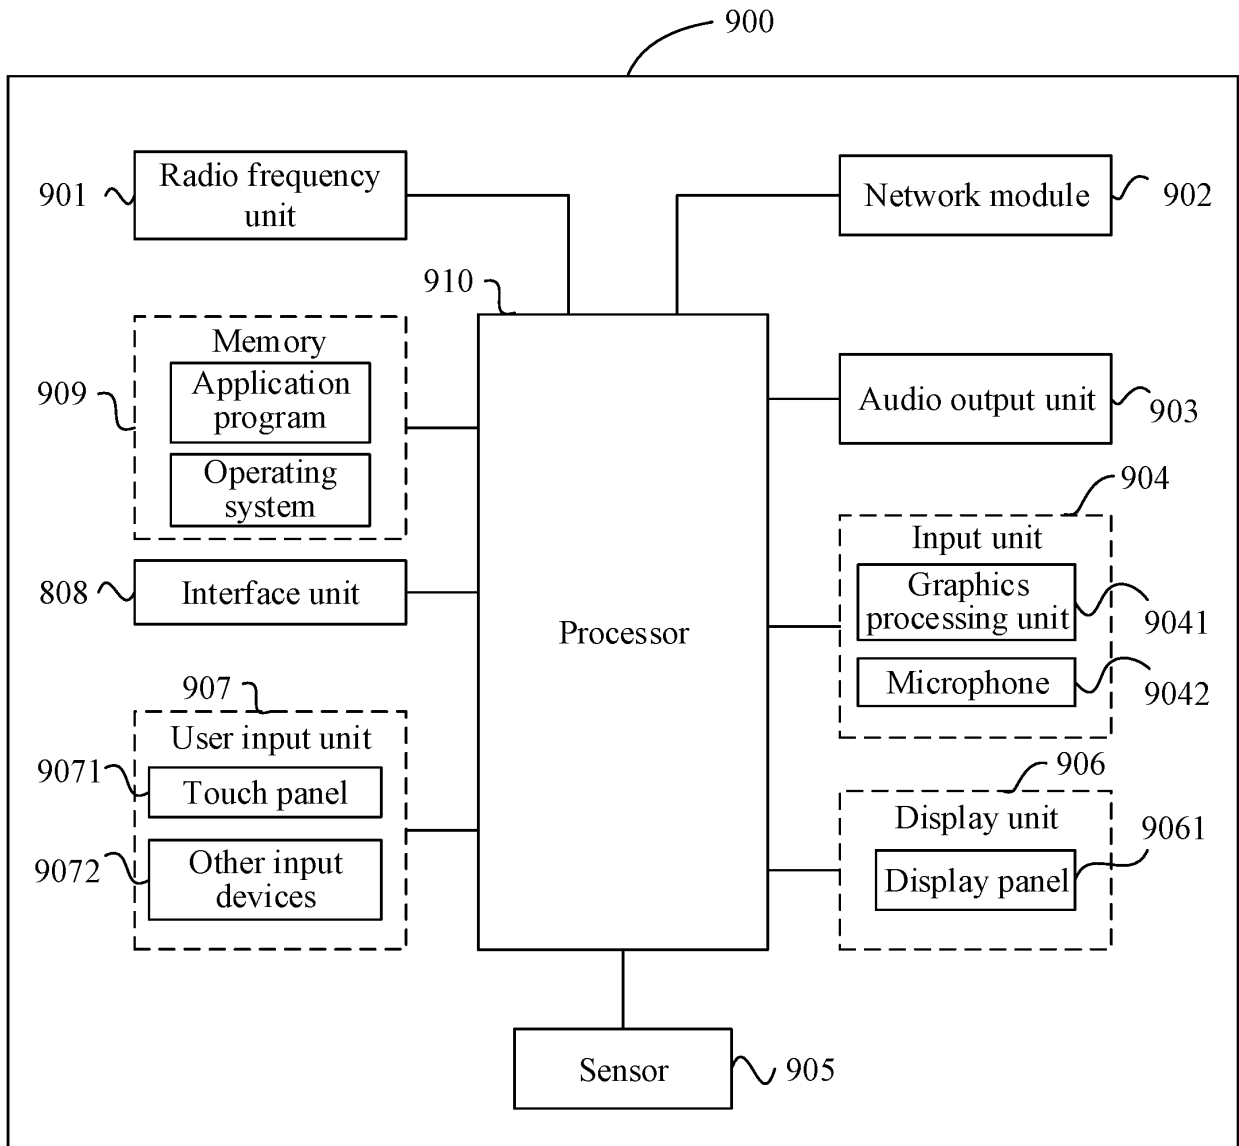 900
901
Radio frequency
unit
Network module
902
910
Memory
Application
program
Operating
system
909
Audio output unit
903
904
Input unit
Graphics
processing unit
9041
Microphone
9042
808
Interface unit
Processor
907
User input unit
9071
Touch panel
9072
Other input
devices
906
Display unit
9061
Display panel
Sensor
905